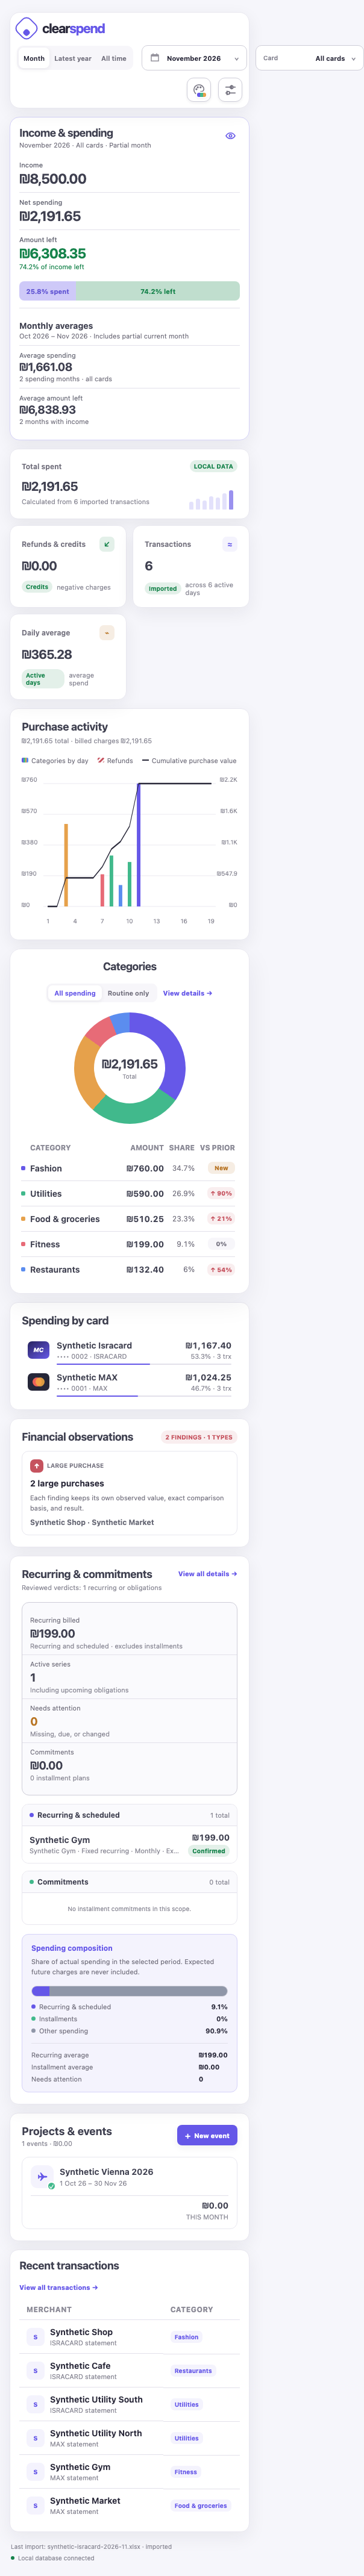 clearspend
Month Latest year All time
November 2026
Card All cards
Income & spending
November 2026 · All cards · Partial month
Income
₪8,500.00
Net spending
₪2,191.65
Amount left
₪6,308.35
74.2% of income left
25.8% spent 74.2% left
Monthly averages
Oct 2026 – Nov 2026 · Includes partial current month
Average spending
₪1,661.08
2 spending months · all cards
Average amount left
₪6,838.93
2 months with income
Total spent LOCAL DATA
₪2,191.65
Calculated from 6 imported transactions
Refunds & credits
₪0.00
Credits negative charges
Transactions
6
Imported across 6 active days
Daily average
₪365.28
Active days average spend
Purchase activity
₪2,191.65 total · billed charges ₪2,191.65
Categories by day Refunds Cumulative purchase value
₪760 ₪2.2K
₪570 ₪1.6K
₪380 ₪1.1K
₪190 ₪547.9
₪0 ₪0
1 4 7 10 13 16 19
Categories
All spending Routine only View details →
₪2,191.65
Total
CATEGORY AMOUNT SHARE VS PRIOR
Fashion ₪760.00 34.7% New
Utilities ₪590.00 26.9% ↑ 90%
Food & groceries ₪510.25 23.3% ↑ 21%
Fitness ₪199.00 9.1% 0%
Restaurants ₪132.40 6% ↑ 54%
Spending by card
MC Synthetic Isracard ₪1,167.40
•••• 0002 · ISRACARD 53.3% · 3 trx
Synthetic MAX ₪1,024.25
•••• 0001 · MAX 46.7% · 3 trx
Financial observations 2 FINDINGS · 1 TYPES
LARGE PURCHASE
2 large purchases
Each finding keeps its own observed value, exact comparison
basis, and result.
Synthetic Shop · Synthetic Market
Recurring & commitments View all details →
Reviewed verdicts: 1 recurring or obligations
Recurring billed
₪199.00
Recurring and scheduled · excludes installments
Active series
1
Including upcoming obligations
Needs attention
0
Missing, due, or changed
Commitments
₪0.00
0 installment plans
Recurring & scheduled 1 total
Synthetic Gym ₪199.00
Synthetic Gym · Fixed recurring · Monthly · Ex... Confirmed
Commitments 0 total
No installment commitments in this scope.
Spending composition
Share of actual spending in the selected period. Expected
future charges are never included.
Recurring & scheduled 9.1%
Installments 0%
Other spending 90.9%
Recurring average ₪199.00
Installment average ₪0.00
Needs attention 0
Projects & events + New event
1 events · ₪0.00
Synthetic Vienna 2026
1 Oct 26 – 30 Nov 26
₪0.00
THIS MONTH
Recent transactions
View all transactions →
MERCHANT CATEGORY
S Synthetic Shop Fashion
ISRACARD statement
S Synthetic Cafe Restaurants
ISRACARD statement
S Synthetic Utility South Utilities
ISRACARD statement
S Synthetic Utility North Utilities
MAX statement
S Synthetic Gym Fitness
MAX statement
S Synthetic Market Food & groceries
MAX statement
Last import: synthetic-isracard-2026-11.xlsx · imported
Local database connected